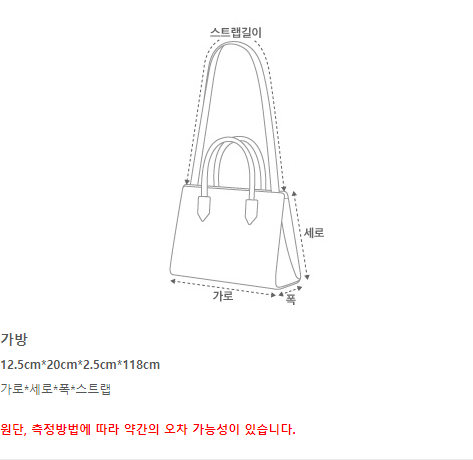 스트랩길이
세로
가로
폭
가방
12.5cm*20cm*2.5cm*118cm
가로*세로*폭*스트랩
원단, 측정방법에 따라 약간의 오차 가능성이 있습니다.